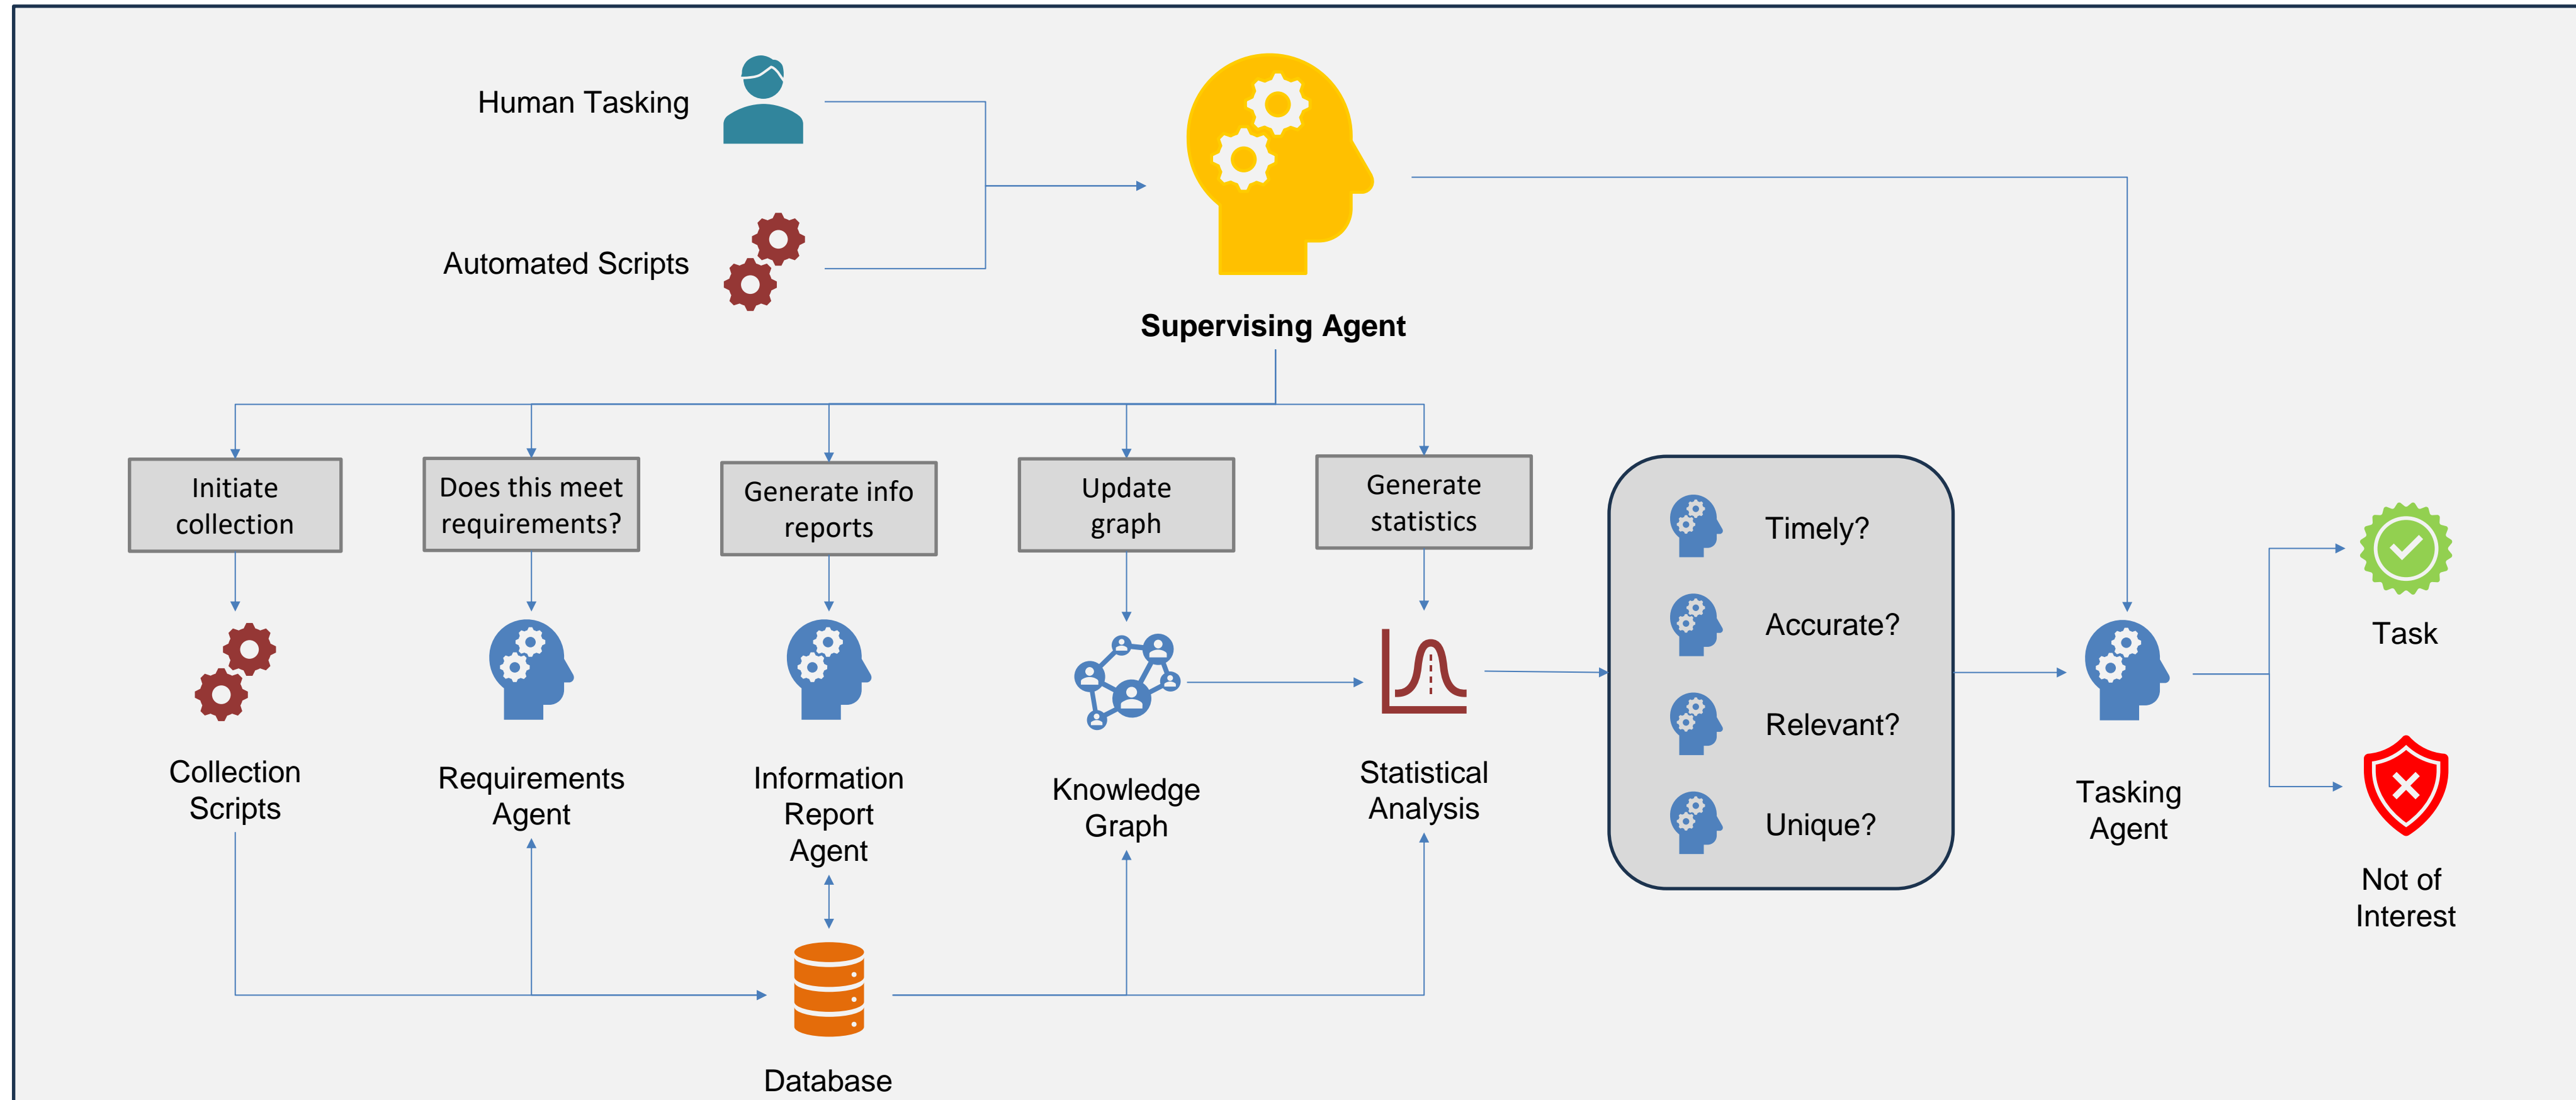 Human Tasking
Automated Scripts
Supervising Agent
Initiate
collection
Does this meet
requirements?
Generate info
reports
Update
graph
Generate
statistics
Collection
Scripts
Requirements
Agent
Information
Report
Agent
Knowledge
Graph
Statistical
Analysis
Timely?
Accurate?
Relevant?
Unique?
Tasking
Agent
Task
Not of
Interest
Database